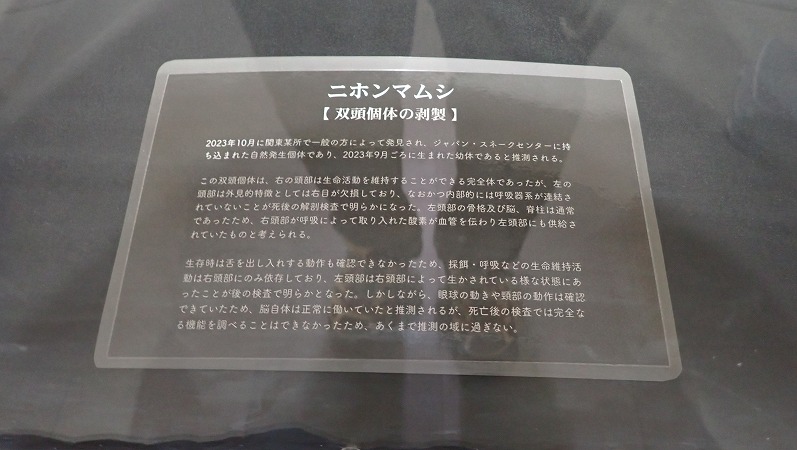 ニホンマムシ
【 双頭個体の剥製 】
2023年10月に関東某所で一般の方によって発見され、ジャパン・スネークセンターに持
ち込まれた自然発生個体であり、2023年9月ごろに生まれた幼体であると推測される。
この双頭個体は、右の頭部は生命活動を維持することができる完全体であったが、左の
頭部は外見的特徴としては右目が欠損しており、なおかつ内部的には呼吸器系が連結さ
れていないことが死後の解剖検査で明らかになった。左頭部の骨格及び脳、脊柱は通常
であったため、右頭部が呼吸によって取り入れた酸素が血管を伝わり左頭部にも供給さ
れていたものと考えられる。
生存時は舌を出し入れする動作も確認できなかったため、採餌・呼吸などの生命維持活
動は右頭部にのみ依存しており、左頭部は右頭部によって生かされている様な状態にあ
ったことが後の検査で明らかとなった。しかしながら、眼球の動きや頸部の動作は確認
できていたため、脳自体は正常に働いていたと推測されるが、死亡後の検査では完全な
る機能を調べることはできなかったため、あくまで推測の域に過ぎない。